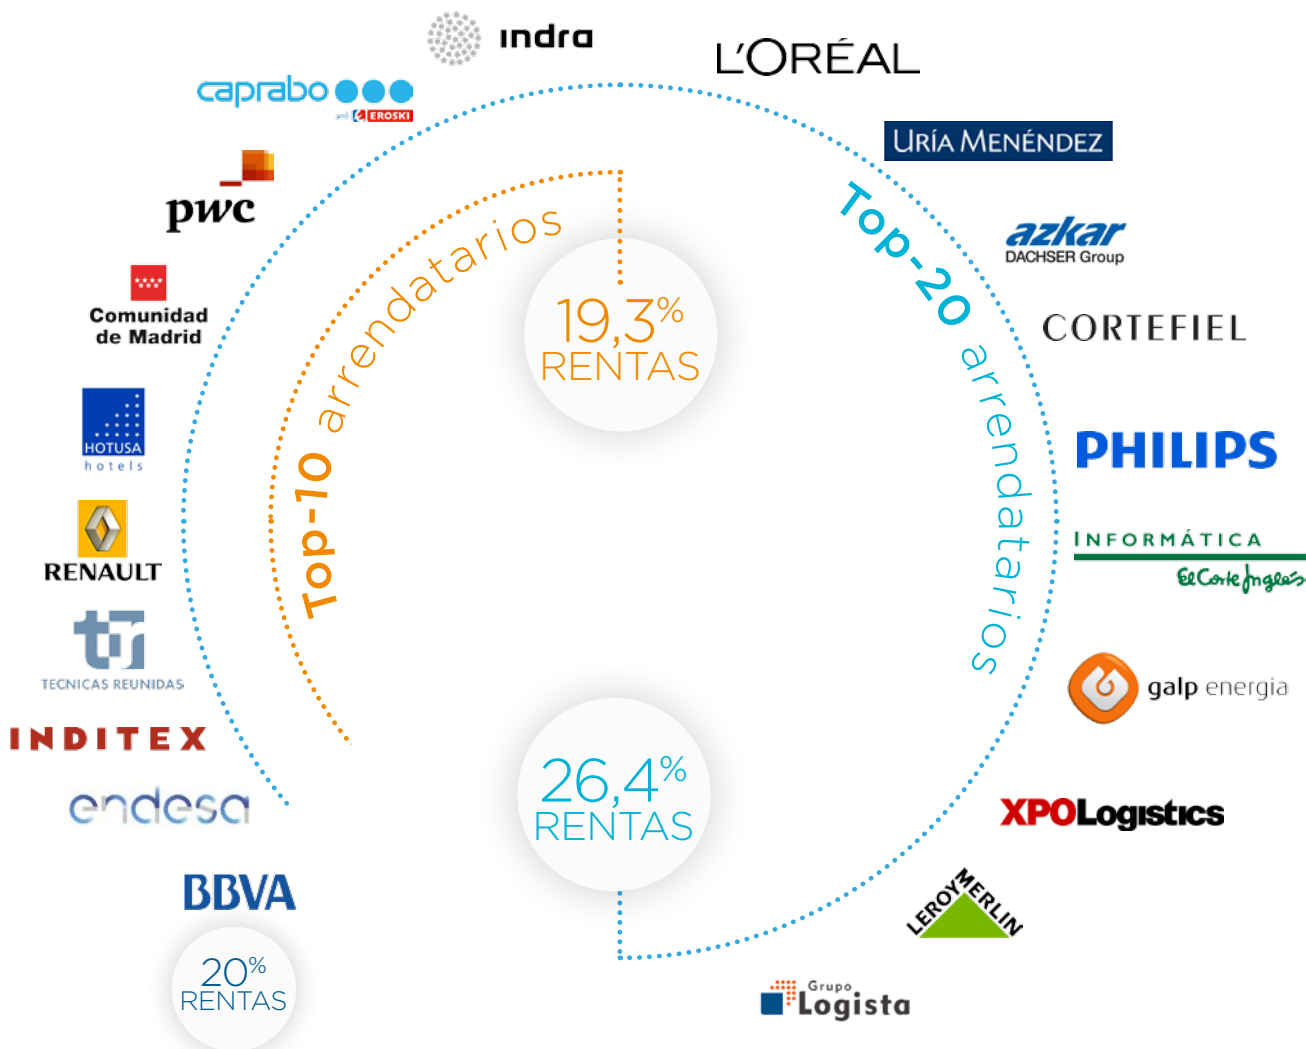 indra
L'ORÉAL
caprabo
EROSKI
URÍA MENÉNDEZ
pwc
Top-10 arrendatarios
Top-20 arrendatarios
azkar
DACHSER Group
19,3%
RENTAS
Comunidad
de Madrid
CORTEFIEL
HOTUSA
hotels
PHILIPS
RENAULT
INFORMÁTICA
El Corte Inglés
tr
TECNICAS REUNIDAS
galp energia
INDITEX
endesa
26,4%
RENTAS
XPOLogistics
BBVA
LEROY MERLIN
20%
RENTAS
Grupo
Logista